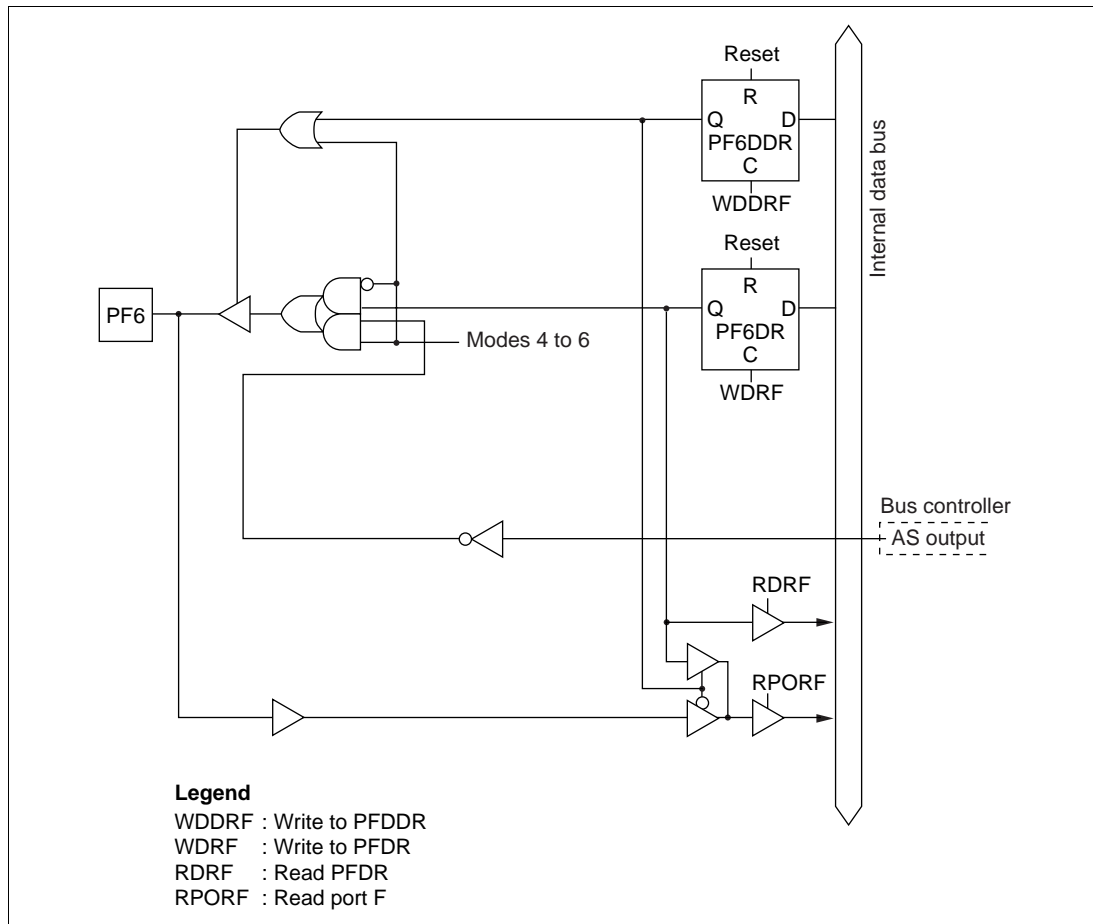 Reset
R
Q D
PF6DDR
C
WDDRF
Internal data bus
Reset
R
Q D
PF6DR
C
WDRF
PF6
Modes 4 to 6
Bus controller
AS output
RDRF
RPORF
Legend
WDDRF : Write to PFDDR
WDRF : Write to PFDR
RDRF : Read PFDR
RPORF : Read port F